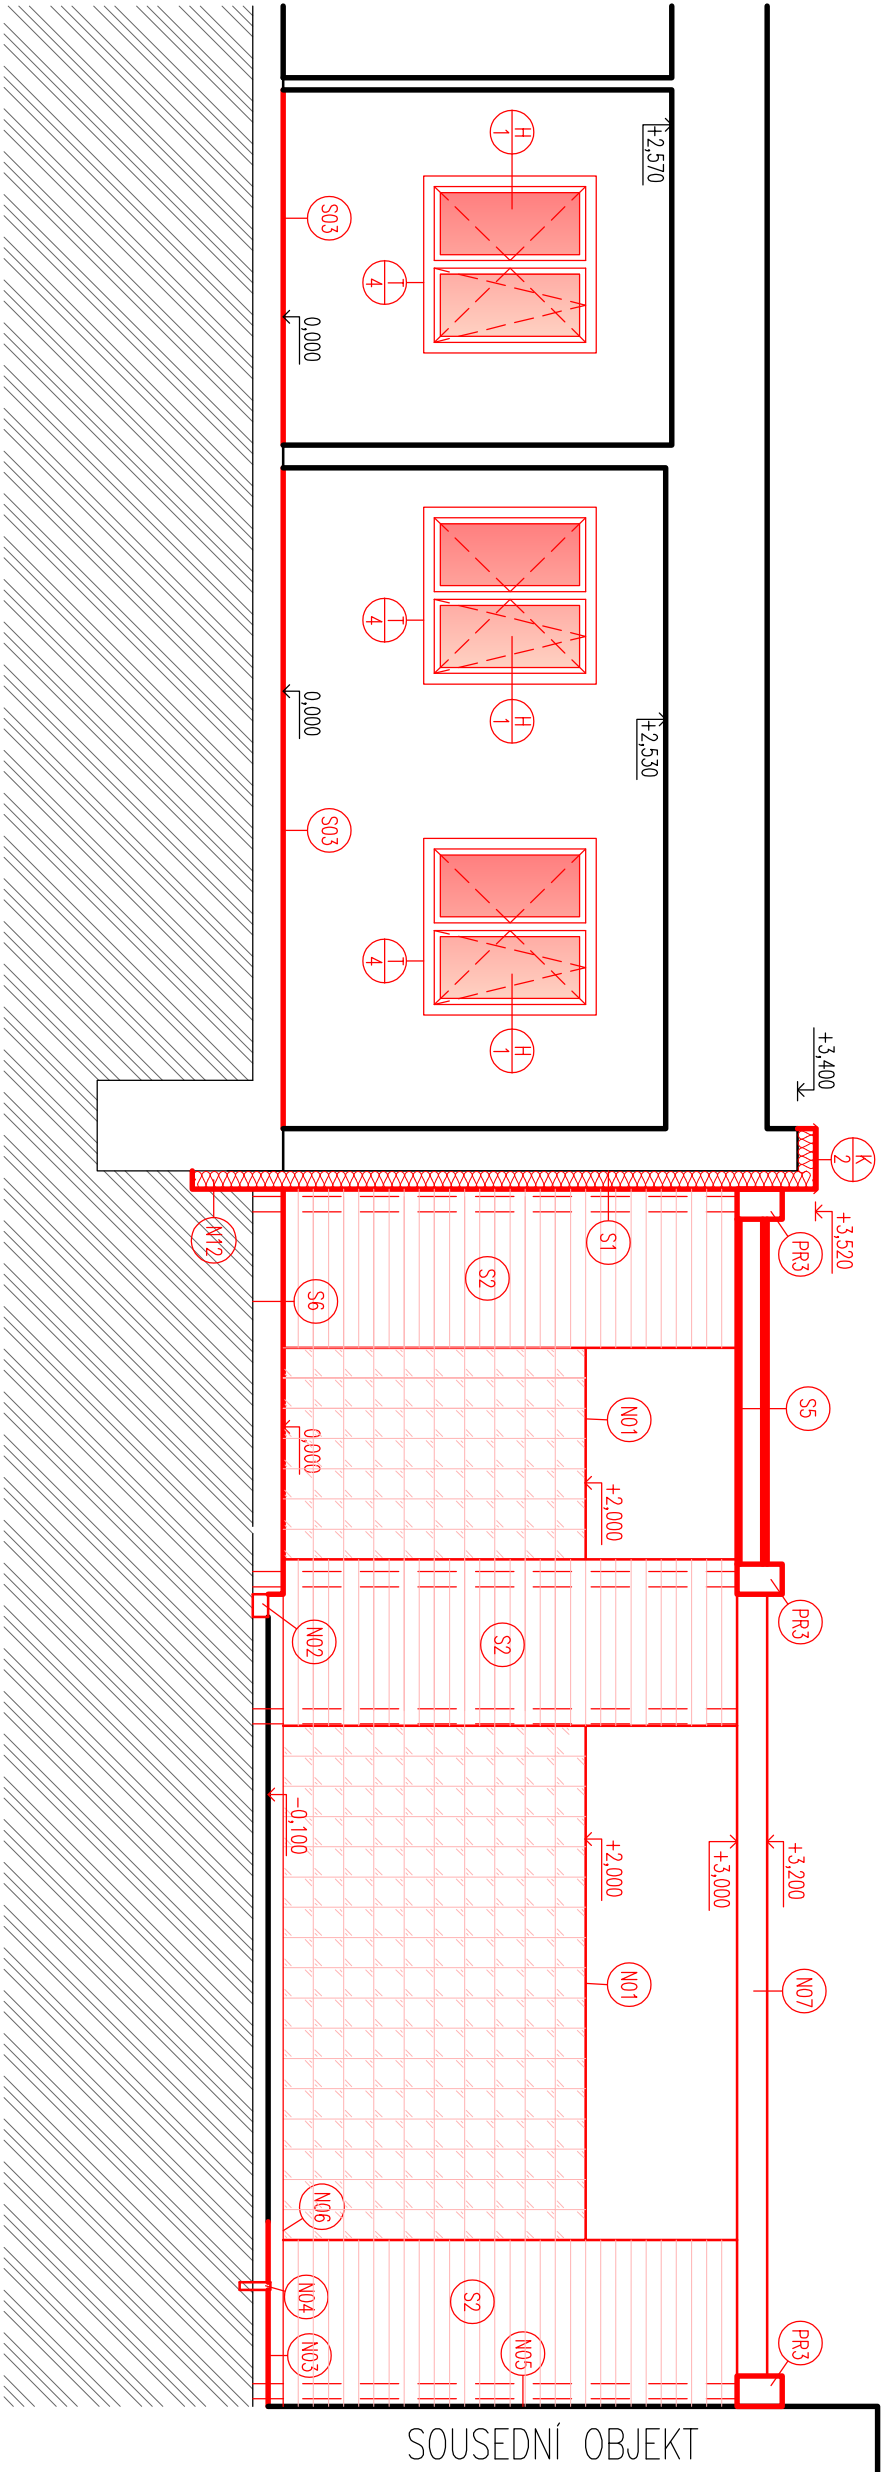 +2,570
H
1
S03
T
4
0,000
T
4
H
1
0,000
+2,530
S03
T
4
H
1
+3,400
K
2
+3,520
N12
S1
PR3
S2
S6
S5
N01
0,000
+2,000
PR3
N02
S2
-0,100
+2,000
+3,000
+3,200
N01
N07
N06
N04
S2
PR3
N03
N05
SOUSEDNÍ OBJEKT